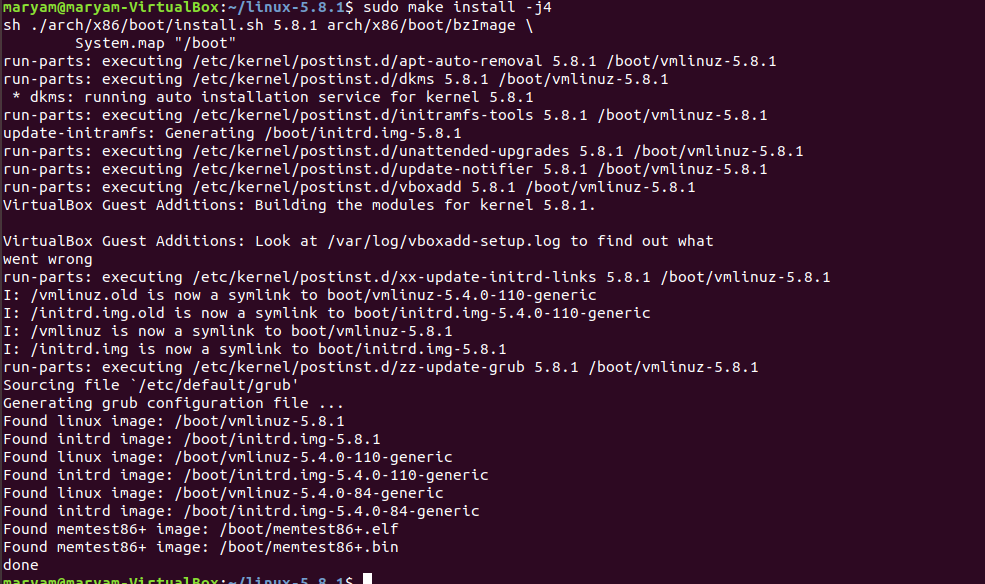 maryam@maryam-VirtualBox:~/linux-5.8.1$ sudo make install -j4
sh ./arch/x86/boot/install.sh 5.8.1 arch/x86/boot/bzImage \
        System.map "/boot"
run-parts: executing /etc/kernel/postinst.d/apt-auto-removal 5.8.1 /boot/vmlinuz-5.8.1
run-parts: executing /etc/kernel/postinst.d/dkms 5.8.1 /boot/vmlinuz-5.8.1
 * dkms: running auto installation service for kernel 5.8.1
run-parts: executing /etc/kernel/postinst.d/initramfs-tools 5.8.1 /boot/vmlinuz-5.8.1
update-initramfs: Generating /boot/initrd.img-5.8.1
run-parts: executing /etc/kernel/postinst.d/unattended-upgrades 5.8.1 /boot/vmlinuz-5.8.1
run-parts: executing /etc/kernel/postinst.d/update-notifier 5.8.1 /boot/vmlinuz-5.8.1
run-parts: executing /etc/kernel/postinst.d/vboxadd 5.8.1 /boot/vmlinuz-5.8.1
VirtualBox Guest Additions: Building the modules for kernel 5.8.1.
VirtualBox Guest Additions: Look at /var/log/vboxadd-setup.log to find out what
went wrong
run-parts: executing /etc/kernel/postinst.d/xx-update-initrd-links 5.8.1 /boot/vmlinuz-5.8.1
I: /vmlinuz.old is now a symlink to boot/vmlinuz-5.4.0-110-generic
I: /initrd.img.old is now a symlink to boot/initrd.img-5.4.0-110-generic
I: /vmlinuz is now a symlink to boot/vmlinuz-5.8.1
I: /initrd.img is now a symlink to boot/initrd.img-5.8.1
run-parts: executing /etc/kernel/postinst.d/zz-update-grub 5.8.1 /boot/vmlinuz-5.8.1
Sourcing file `/etc/default/grub'
Generating grub configuration file ...
Found linux image: /boot/vmlinuz-5.8.1
Found initrd image: /boot/initrd.img-5.8.1
Found linux image: /boot/vmlinuz-5.4.0-110-generic
Found initrd image: /boot/initrd.img-5.4.0-110-generic
Found linux image: /boot/vmlinuz-5.4.0-84-generic
Found initrd image: /boot/initrd.img-5.4.0-84-generic
Found memtest86+ image: /boot/memtest86+.elf
Found memtest86+ image: /boot/memtest86+.bin
done
maryam@maryam-VirtualBox:~/linux-5.8.1$